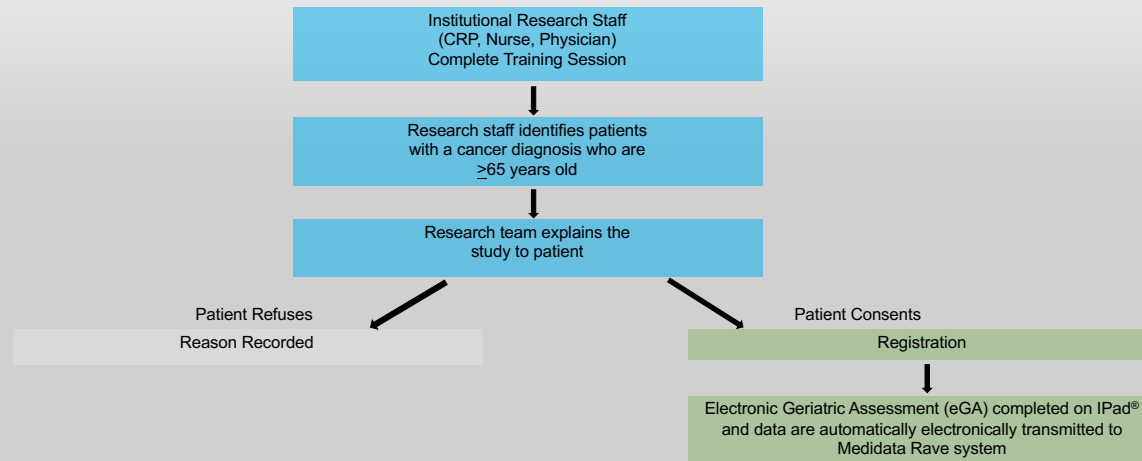 Institutional Research Staff
(CRP, Nurse, Physician)
Complete Training Session
Research staff identifies patients
with a cancer diagnosis who are
≥65 years old
Research team explains the
study to patient
Patient Refuses
Reason Recorded
Patient Consents
Registration
Electronic Geriatric Assessment (eGA) completed on IPad®
and data are automatically electronically transmitted to
Medidata Rave system